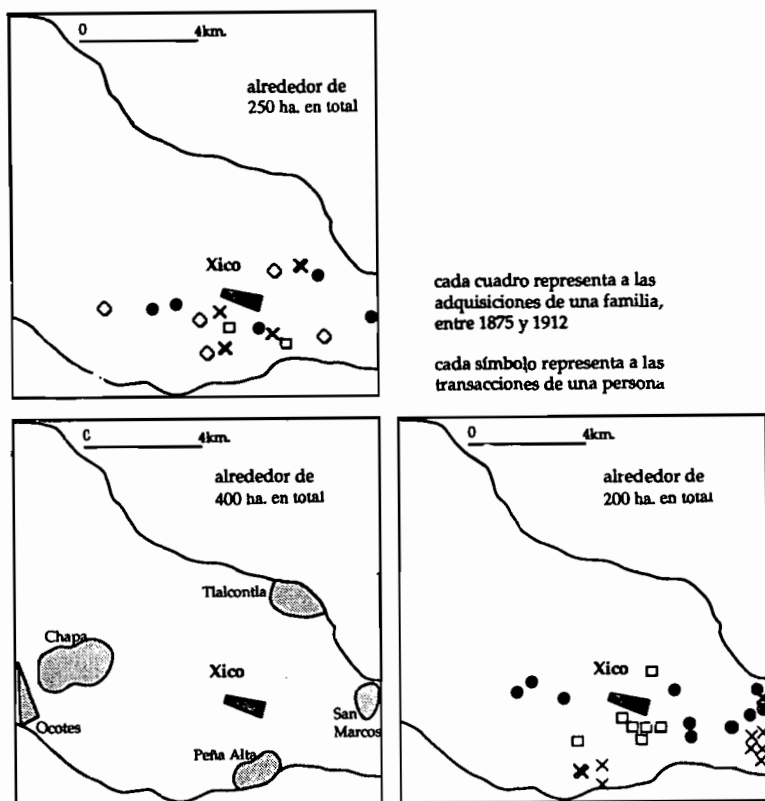 0 4km.
alrededor de
250 ha. en total
Xico
cada cuadro representa a las
adquisiciones de una familia,
entre 1875 y 1912
cada símbolo representa a las
transacciones de una persona
C 4km.
alrededor de
400 ha. en total
Tlalcontla
Chapa
Xico
San
Marcos
Ocotes
Peña Alta
0 4km.
alrededor de
200 ha. en total
Xico